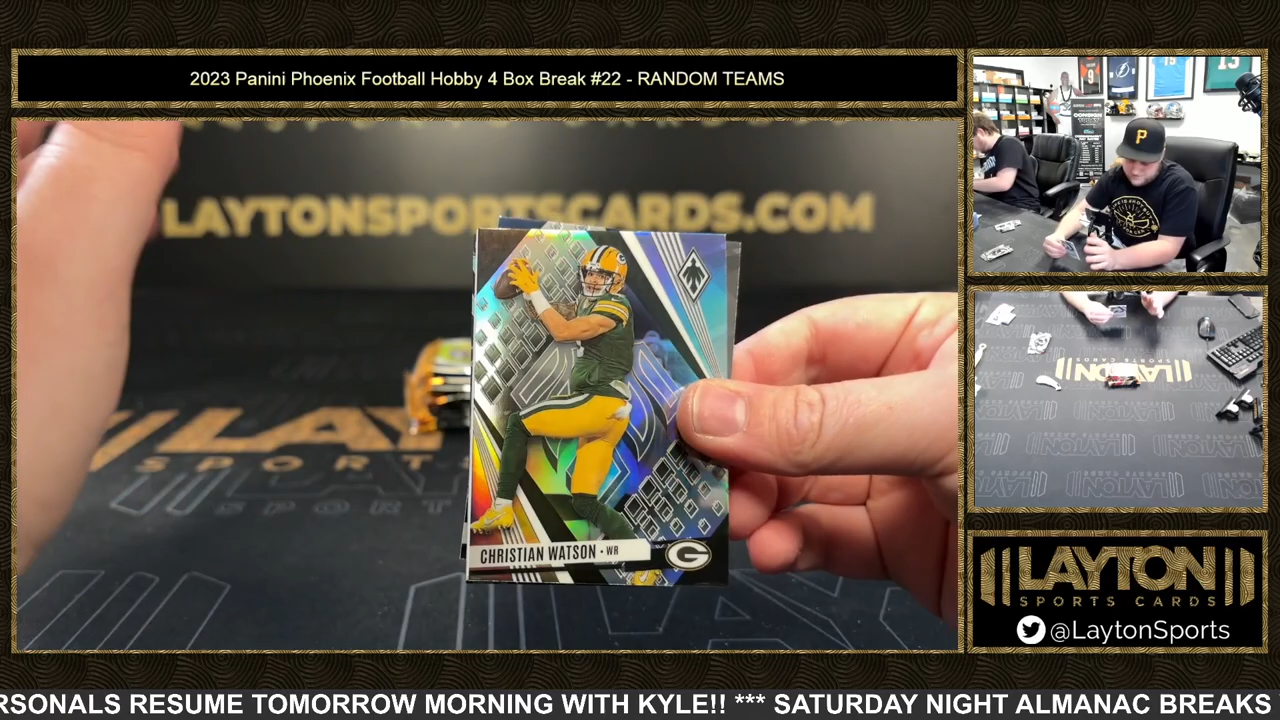 2023 Panini Phoenix Football Hobby 4 Box Break #22 - RANDOM TEAMS
LAYTONSPORTSCARDS.COM
CHRISTIAN WATSON • WR
G
P
LAYTON
LAYTON
SPORTS CARDS
@LaytonSports
RSONALS RESUME TOMORROW MORNING WITH KYLE!! *** SATURDAY NIGHT ALMANAC BREAKS